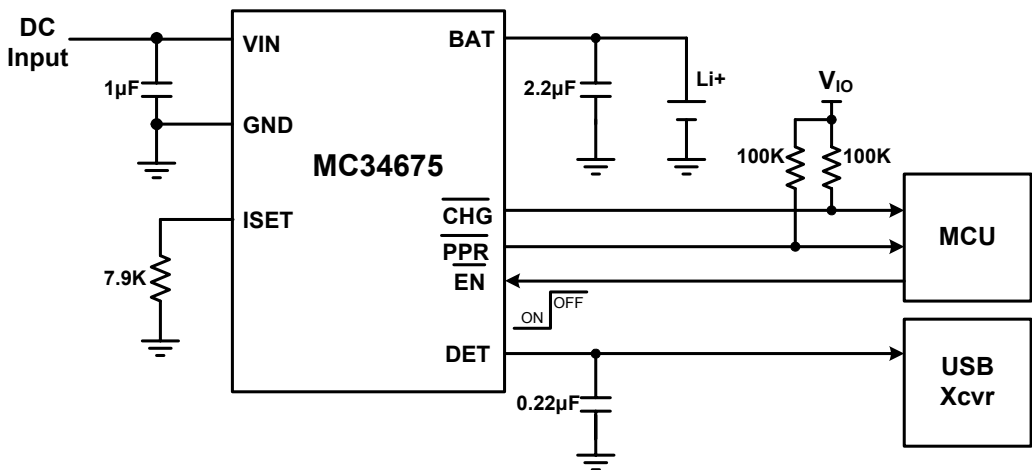 DC
Input
VIN
BAT
1µF
2.2µF
Li+
V_IO
GND
100K
100K
MC34675
ISET
CHG
PPR
EN
MCU
7.9K
ON
OFF
DET
0.22µF
USB
Xcvr